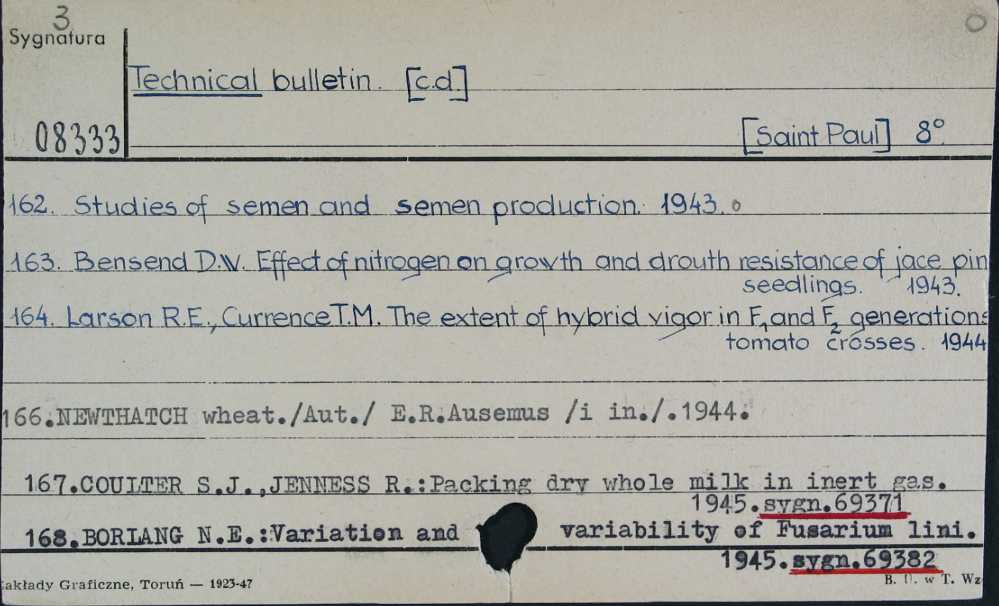 3
Sygnatura
Technical bulletin. [c.d.]
08333
[Saint Paul] 8°
162. Studies of semen and semen production. 1943.
163. Bensend D.W. Effect of nitrogen on growth and drouth resistance of jace pin
seedlings. 1943.
164. Larson R.E., Currence T.M. The extent of hybrid vigor in F1 and F2 generations
tomato crosses. 1944
166.NEWTHATCH wheat./Aut./ E.R.Ausemus /i in./.1944.
167.COULTER S.J.,JENNESS R.:Packing dry whole milk in inert gas.
1945.sygn.69371
168.BORLANG N.E.:Variation and variability of Fusarium lini.
1945.sygn.69382
akłady Graficzne, Toruń — 1923-47
B. U. w T. Wz